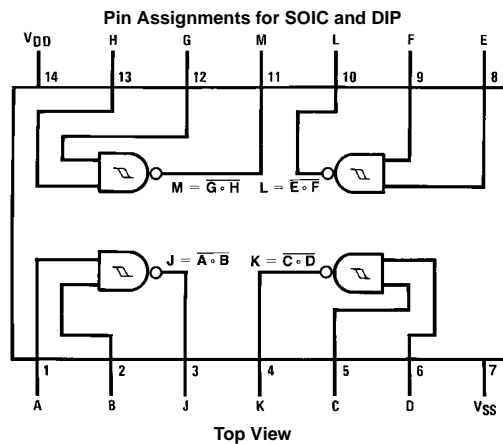 Pin Assignments for SOIC and DIP
VDD H G M L F E
14 13 12 11 10 9 8
M = G∘H L = E∘F
J = A∘B K = C∘D
1 2 3 4 5 6 7
A B J K C D VSS
Top View